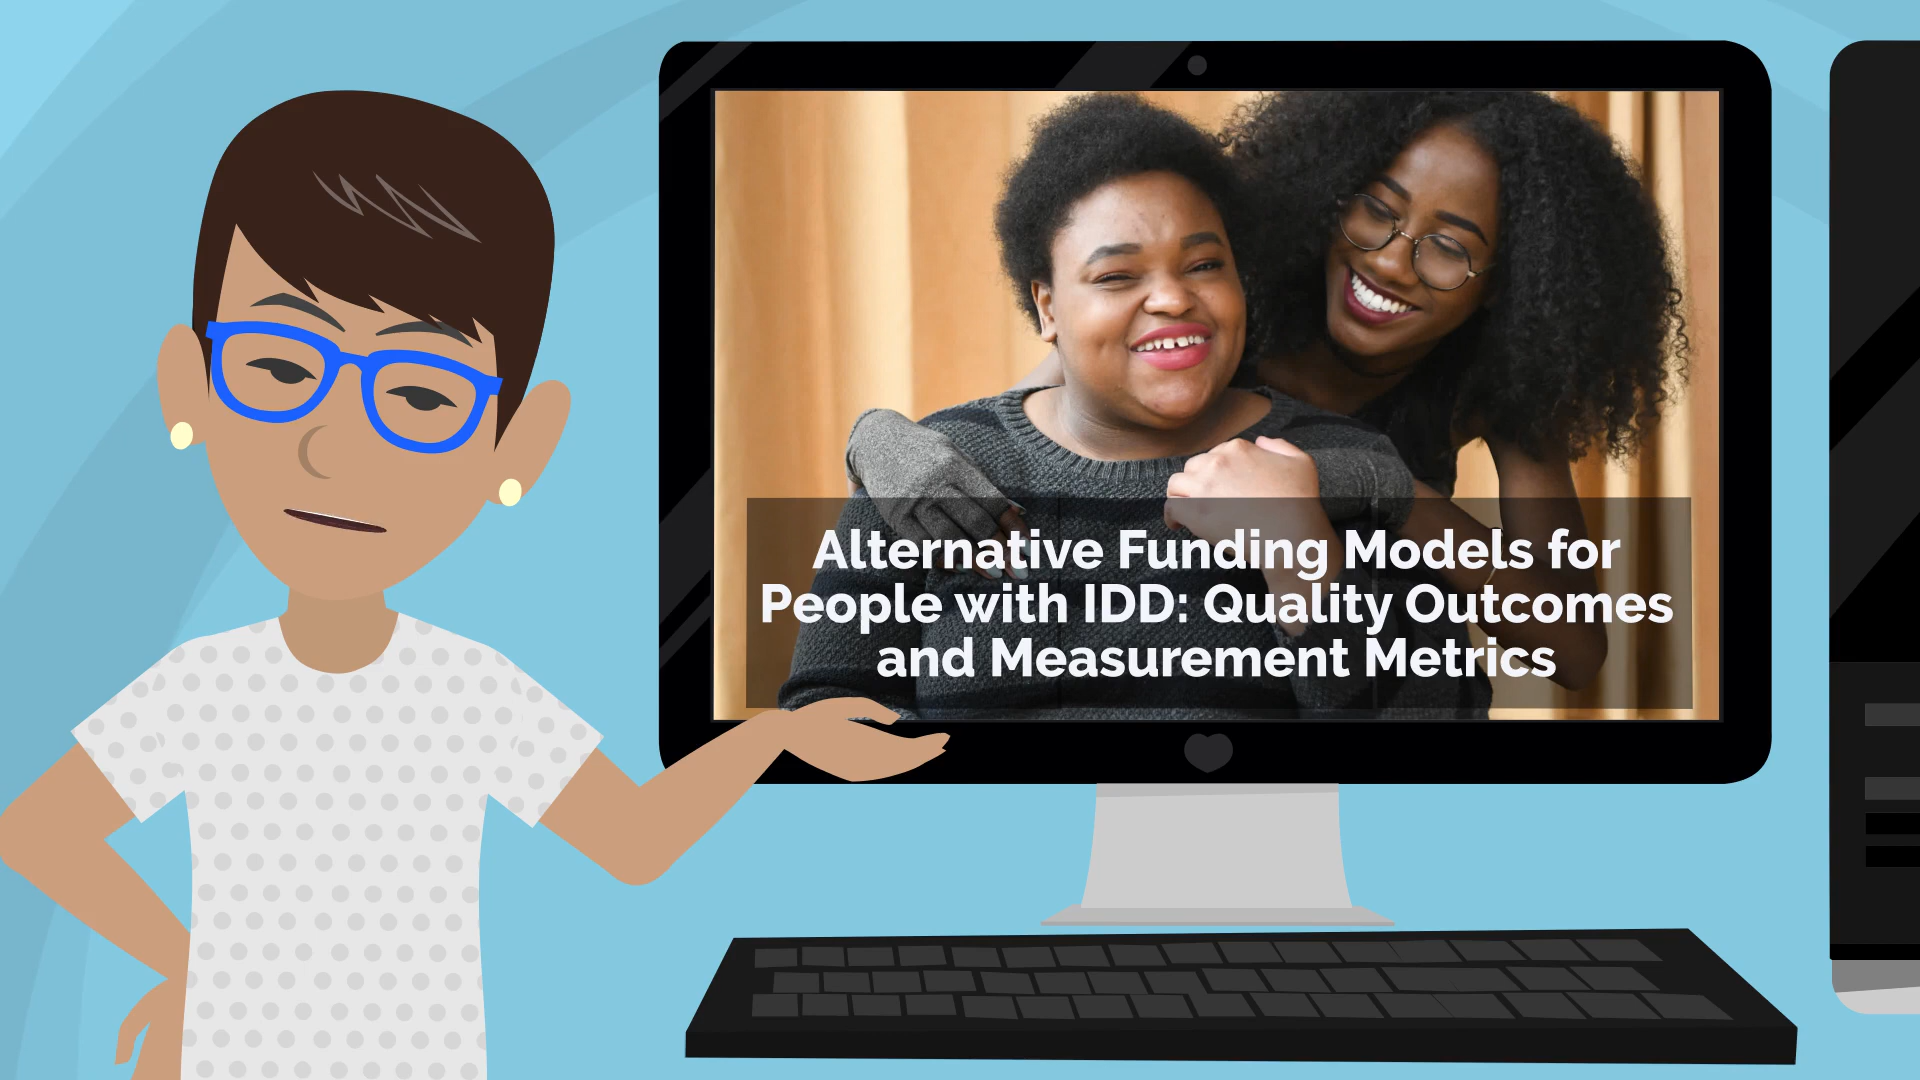 Alternative Funding Models for
People with IDD: Quality Outcomes
and Measurement Metrics